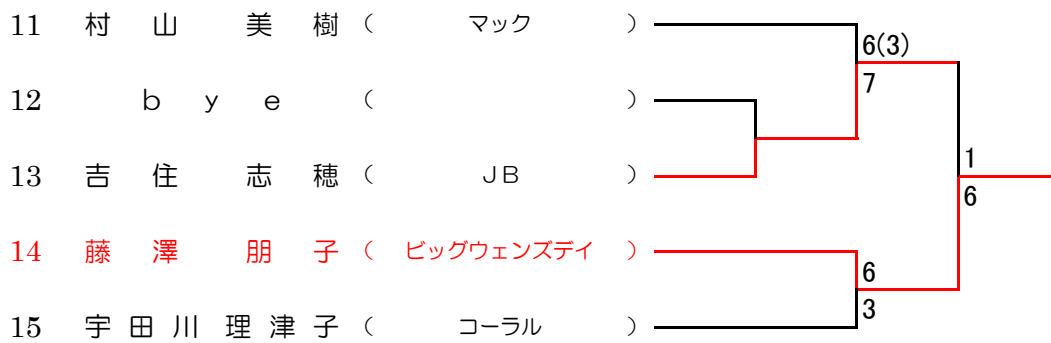 11 村山 美樹 ( マック ) 6(3)
7
12 bye ( )
13 吉住 志穂 ( JB ) 1
6
14 藤澤 朋子 ( ビッグウェンズデイ ) 6
3
15 宇田川 理津子 ( コーラル )